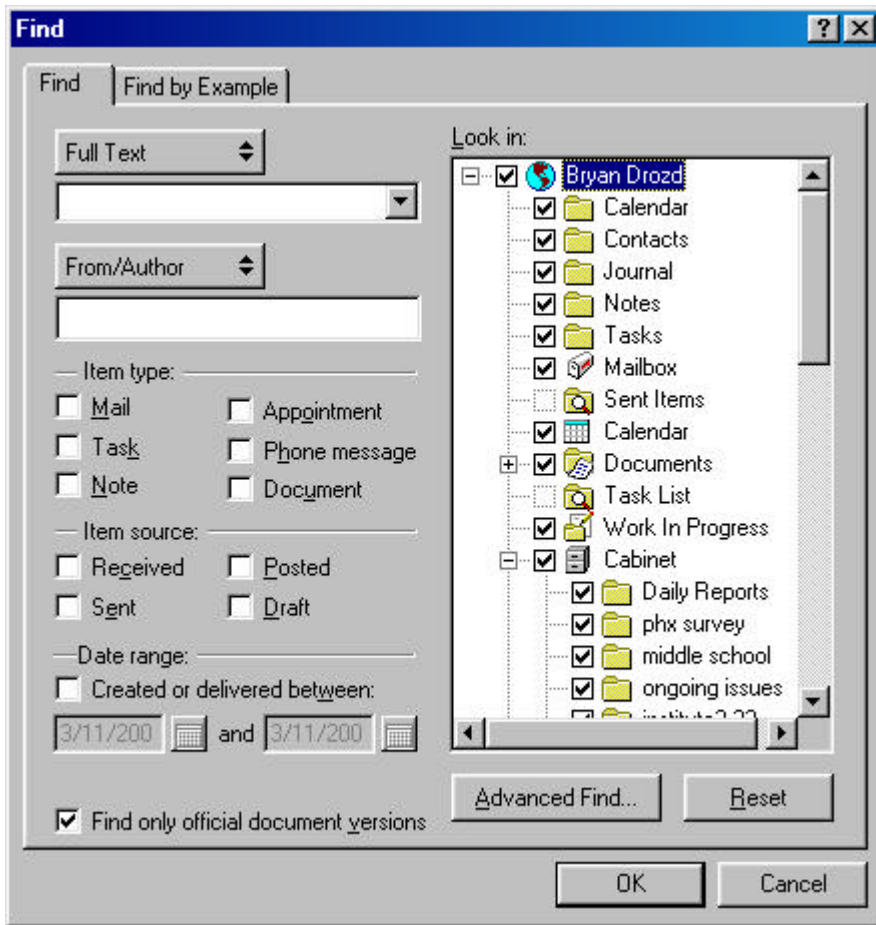 Find
Find
Find by Example
Full Text
From/Author
Item type:
Mail
Appointment
Task
Phone message
Note
Document
Item source:
Received
Posted
Sent
Draft
Date range:
Created or delivered between:
3/11/200 and 3/11/200
Find only official document versions
Look in:
Bryan Drozd
Calendar
Contacts
Journal
Notes
Tasks
Mailbox
Sent Items
Calendar
Documents
Task List
Work In Progress
Cabinet
Daily Reports
phx survey
middle school
ongoing issues
Advanced Find...
Reset
OK
Cancel